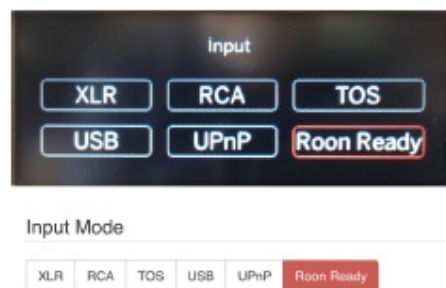 Input
XLR RCA TOS
USB UPnP Roon Ready
Input Mode
XLR RCA TOS USB UPnP Roon Ready